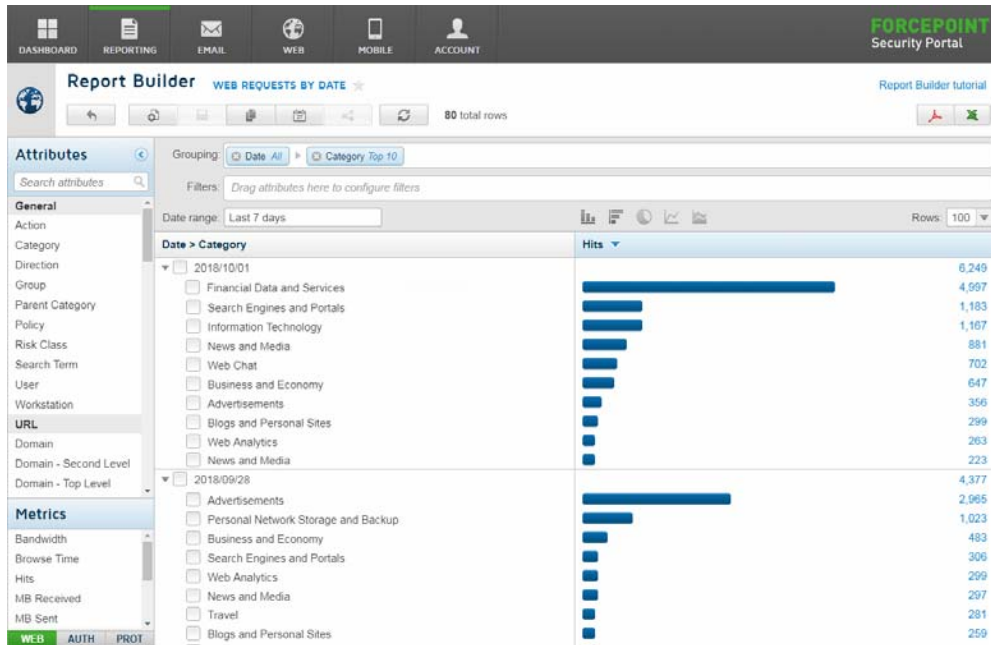 DASHBOARD REPORTING EMAIL WEB MOBILE ACCOUNT
FORCEPOINT
Security Portal
Report Builder WEB REQUESTS BY DATE
Report Builder tutorial
80 total rows
Attributes
Search attributes
General
Action
Category
Direction
Group
Parent Category
Policy
Risk Class
Search Term
User
Workstation
URL
Domain
Domain - Second Level
Domain - Top Level
Metrics
Bandwidth
Browse Time
Hits
MB Received
MB Sent
WEB AUTH PROT
Grouping: Date All Category Top 10
Filters: Drag attributes here to configure filters
Date range: Last 7 days Rows: 100
Date > Category Hits
2018/10/01 6,249
Financial Data and Services 4,997
Search Engines and Portals 1,183
Information Technology 1,167
News and Media 881
Web Chat 702
Business and Economy 647
Advertisements 356
Blogs and Personal Sites 299
Web Analytics 263
News and Media 223
2018/09/28 4,377
Advertisements 2,965
Personal Network Storage and Backup 1,023
Business and Economy 483
Search Engines and Portals 306
Web Analytics 299
News and Media 297
Travel 281
Blogs and Personal Sites 259